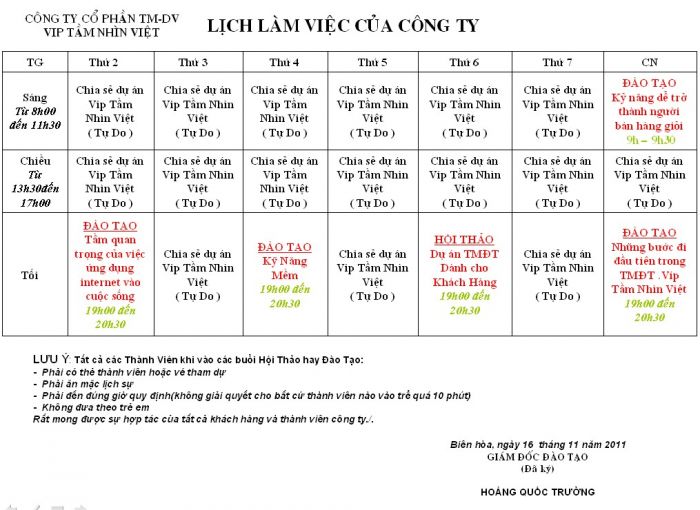 CÔNG TY CỔ PHẦN TM-DV
VIP TẦM NHÌN VIỆT
LỊCH LÀM VIỆC CỦA CÔNG TY
TG
Thứ 2
Thứ 3
Thứ 4
Thứ 5
Thứ 6
Thứ 7
CN
Sáng
Từ 8h00
đến 11h30
Chia sẻ dự án
Vip Tầm
Nhìn Việt
( Tự Do )
Chia sẻ dự án
Vip Tầm Nhìn
Việt
( Tự Do )
Chia sẻ dự án
Vip Tầm
Nhìn Việt
( Tự Do )
Chia sẻ dự án
Vip Tầm Nhìn
Việt
( Tự Do )
Chia sẻ dự án
Vip Tầm Nhìn
Việt
( Tự Do )
Chia sẻ dự án
Vip Tầm Nhìn
Việt
( Tự Do )
ĐÀO TẠO
Kỹ năng để trở
thành người
bán hàng giỏi
9h – 9h30
Chiều
Từ
13h30đến
17h00
Chia sẻ dự án
Vip Tầm
Nhìn Việt
( Tự Do )
Chia sẻ dự án
Vip Tầm Nhìn
Việt
( Tự Do )
Chia sẻ dự án
Vip Tầm
Nhìn Việt
( Tự Do )
Chia sẻ dự án
Vip Tầm Nhìn
Việt
( Tự Do )
Chia sẻ dự án
Vip Tầm Nhìn
Việt
( Tự Do )
Chia sẻ dự án
Vip Tầm Nhìn
Việt
( Tự Do )
Chia sẻ dự án
Vip Tầm Nhìn
Việt
( Tự Do )
Tối
ĐÀO TẠO
Tầm quan
trọng của việc
ứng dụng
internet vào
cuộc sống
19h00 đến
20h30
Chia sẻ dự án
Vip Tầm Nhìn
Việt
( Tự Do )
ĐÀO TẠO
Kỹ Năng
Mềm
19h00 đến
20h30
Chia sẻ dự án
Vip Tầm Nhìn
Việt
( Tự Do )
HỘI THẢO
Dự án TMĐT
Dành cho
Khách Hàng
19h00 đến
20h30
Chia sẻ dự án
Vip Tầm Nhìn
Việt
( Tự Do )
ĐÀO TẠO
Những bước đi
đầu tiên trong
TMĐT .Vip
Tầm Nhìn Việt
19h00 đến
20h30
LƯU Ý: Tất cả các Thành Viên khi vào các buổi Hội Thảo hay Đào Tạo:
- Phải có thẻ thành viên hoặc vé tham dự
- Phải ăn mặc lịch sự
- Phải đến đúng giờ quy định(không giải quyết cho bất cứ thành viên nào vào trể quá 10 phút)
- Không đưa theo trẻ em
Rất mong được sự hợp tác của tất cả khách hàng và thành viên công ty./.
Biên hòa, ngày 16 tháng 11 năm 2011
GIÁM ĐỐC ĐÀO TẠO
(Đã ký)
HOÀNG QUỐC TRƯỜNG